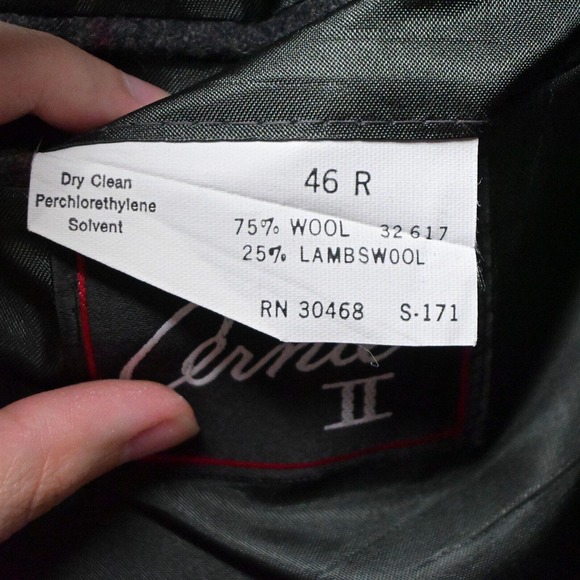 Dry Clean
Perchlorethylene
Solvent
46 R
75% WOOL 32617
25% LAMBSWOOL
RN 30468 S-171
II